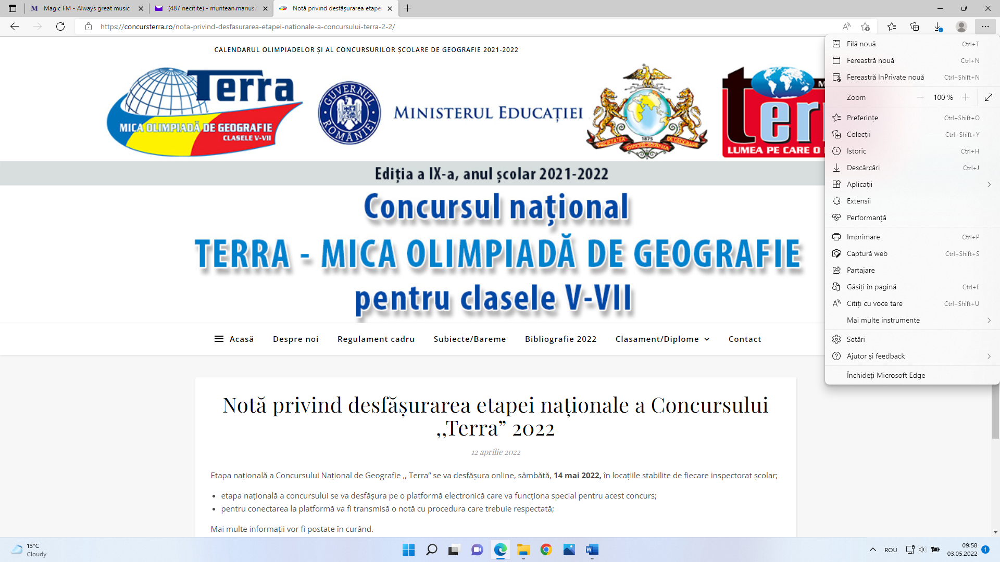 Magic FM - Always great music
(487 necitite) - muntean.marius7
Notă privind desfășurarea etapei
https://concursterra.ro/nota-privind-desfasurarea-etapei-nationale-a-concursului-terra-2-2/
CALENDARUL OLIMPIADELOR ȘI AL CONCURSURILOR ȘCOLARE DE GEOGRAFIE 2021-2022
Terra
MICA OLIMPIADĂ DE GEOGRAFIE
CLASELE V-VII
GUVERNUL ROMÂNIEI
MINISTERUL EDUCAȚIEI
1875
SOCIETATEA DE GEOGRAFIE DIN ROMANIA
terr
LUMEA PE CARE O
Ediția a IX-a, anul școlar 2021-2022
Concursul național
TERRA - MICA OLIMPIADĂ DE GEOGRAFIE
pentru clasele V-VII
Acasă Despre noi Regulament cadru Subiecte/Bareme Bibliografie 2022 Clasament/Diplome Contact
Notă privind desfășurarea etapei naționale a Concursului
,,Terra” 2022
12 aprilie 2022
Etapa națională a Concursului Național de Geografie ,, Terra” se va desfășura online, sâmbătă, 14 mai 2022, în locațiile stabilite de fiecare inspectorat școlar;
• etapa națională a concursului se va desfășura pe o platformă electronică care va funcționa special pentru acest concurs;
• pentru conectarea la platformă va fi transmisă o notă cu procedura care trebuie respectată;
Mai multe informații vor fi postate în curând.
Filă nouă Ctrl+T
Fereastră nouă Ctrl+N
Fereastră InPrivate nouă Ctrl+Shift+N
Zoom 100 %
Preferințe Ctrl+Shift+O
Colecții Ctrl+Shift+Y
Istoric Ctrl+H
Descărcări Ctrl+J
Aplicații
Extensii
Performanță
Imprimare Ctrl+P
Captură web Ctrl+Shift+S
Partajare
Găsiți în pagină Ctrl+F
Citiți cu voce tare Ctrl+Shift+U
Mai multe instrumente
Setări
Ajutor și feedback
Închideți Microsoft Edge
13°C
Cloudy
ROU
09:58
03.05.2022
1